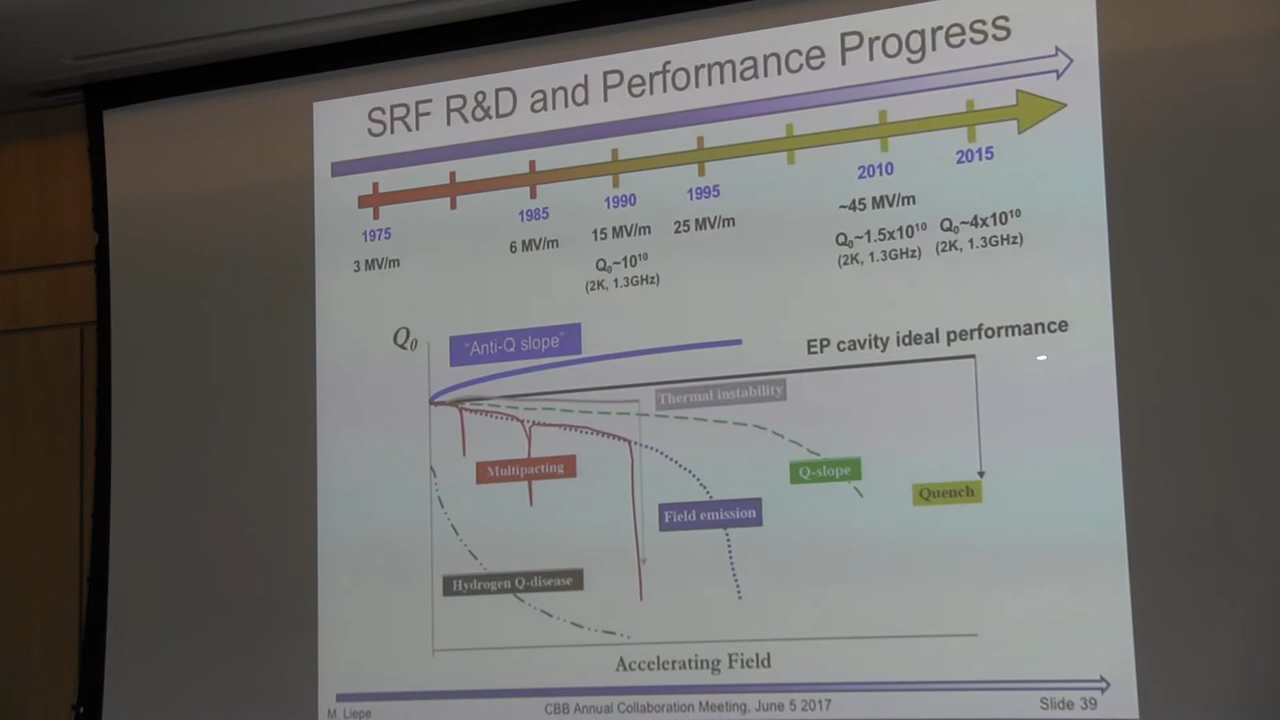 SRF R&D and Performance Progress
1975
1985
1990
1995
2010
2015
3 MV/m
6 MV/m
15 MV/m
25 MV/m
~45 MV/m
Q₀~10¹⁰
(2K, 1.3GHz)
Q₀~1.5x10¹⁰
(2K, 1.3GHz)
Q₀~4x10¹⁰
(2K, 1.3GHz)
Q₀
"Anti-Q slope"
EP cavity ideal performance
Thermal instability
Multipacting
Q-slope
Quench
Field emission
Hydrogen Q-disease
Accelerating Field
M. Liepe
CBB Annual Collaboration Meeting, June 5 2017
Slide 39